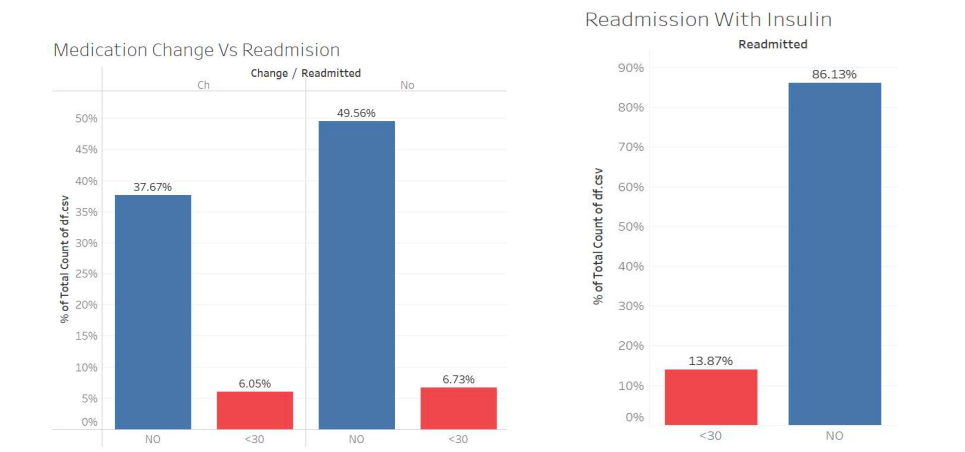 Medication Change Vs Readmision
Change / Readmitted
Ch
No
% of Total Count of df.csv
50%
45%
40%
35%
30%
25%
20%
15%
10%
5%
0%
37.67%
6.05%
49.56%
6.73%
NO
<30
NO
<30
Readmission With Insulin
Readmitted
% of Total Count of df.csv
90%
80%
70%
60%
50%
40%
30%
20%
10%
0%
13.87%
86.13%
<30
NO